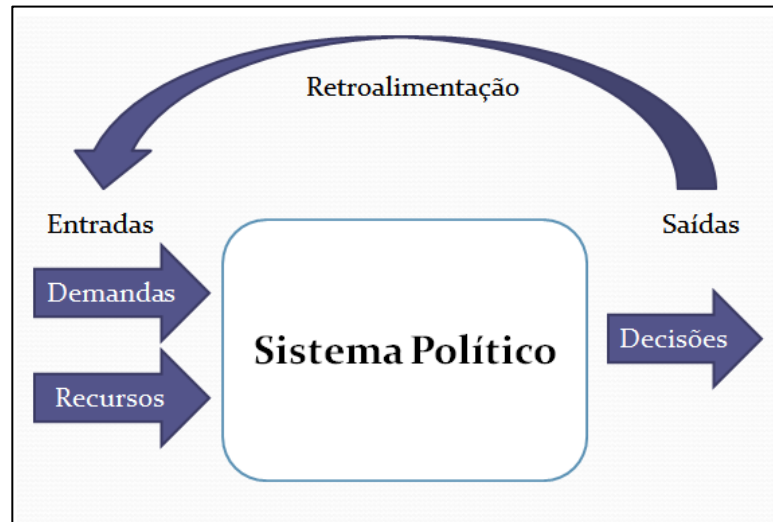 Retroalimentação
Entradas
Saídas
Demandas
Sistema Político
Decisões
Recursos